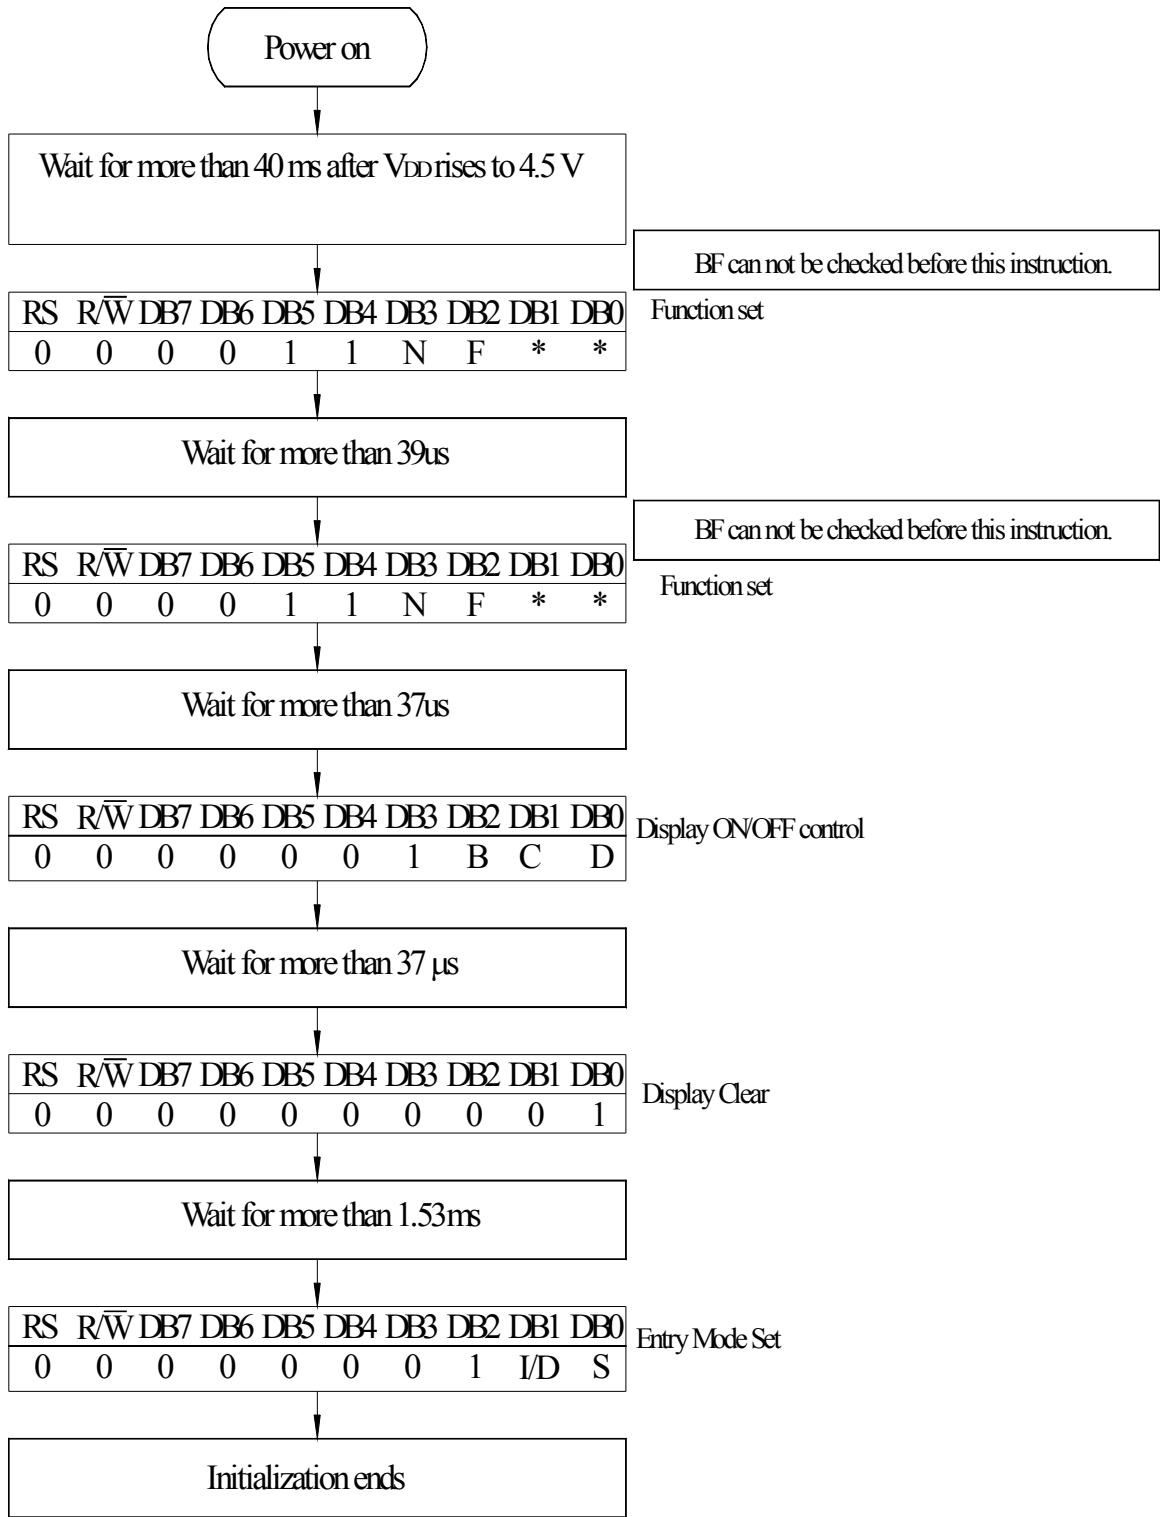 Power on
Wait for more than 40 ms after VDD rises to 4.5 V
BF can not be checked before this instruction.
RS R/W̅ DB7 DB6 DB5 DB4 DB3 DB2 DB1 DB0
Function set
0 0 0 0 1 1 N F * *
Wait for more than 39us
BF can not be checked before this instruction.
RS R/W̅ DB7 DB6 DB5 DB4 DB3 DB2 DB1 DB0
Function set
0 0 0 0 1 1 N F * *
Wait for more than 37us
RS R/W̅ DB7 DB6 DB5 DB4 DB3 DB2 DB1 DB0
Display ON/OFF control
0 0 0 0 0 0 1 B C D
Wait for more than 37 μs
RS R/W̅ DB7 DB6 DB5 DB4 DB3 DB2 DB1 DB0
Display Clear
0 0 0 0 0 0 0 0 0 1
Wait for more than 1.53ms
RS R/W̅ DB7 DB6 DB5 DB4 DB3 DB2 DB1 DB0
Entry Mode Set
0 0 0 0 0 0 0 1 I/D S
Initialization ends